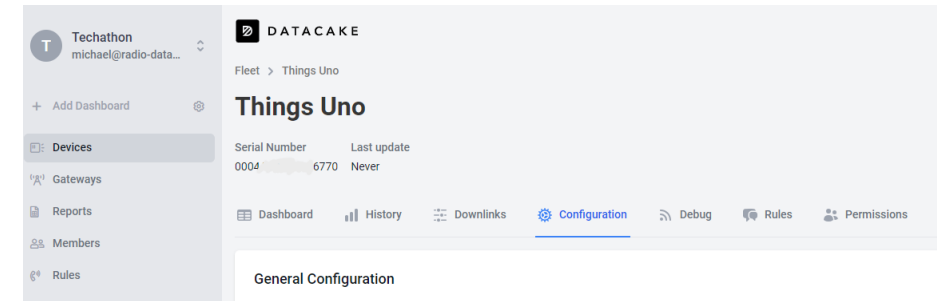 T
Techathon
michael@radio-data...
+ Add Dashboard
Devices
Gateways
Reports
Members
Rules
DATACAKE
Fleet > Things Uno
Things Uno
Serial Number Last update
0004 6770 Never
Dashboard History Downlinks Configuration Debug Rules Permissions
General Configuration